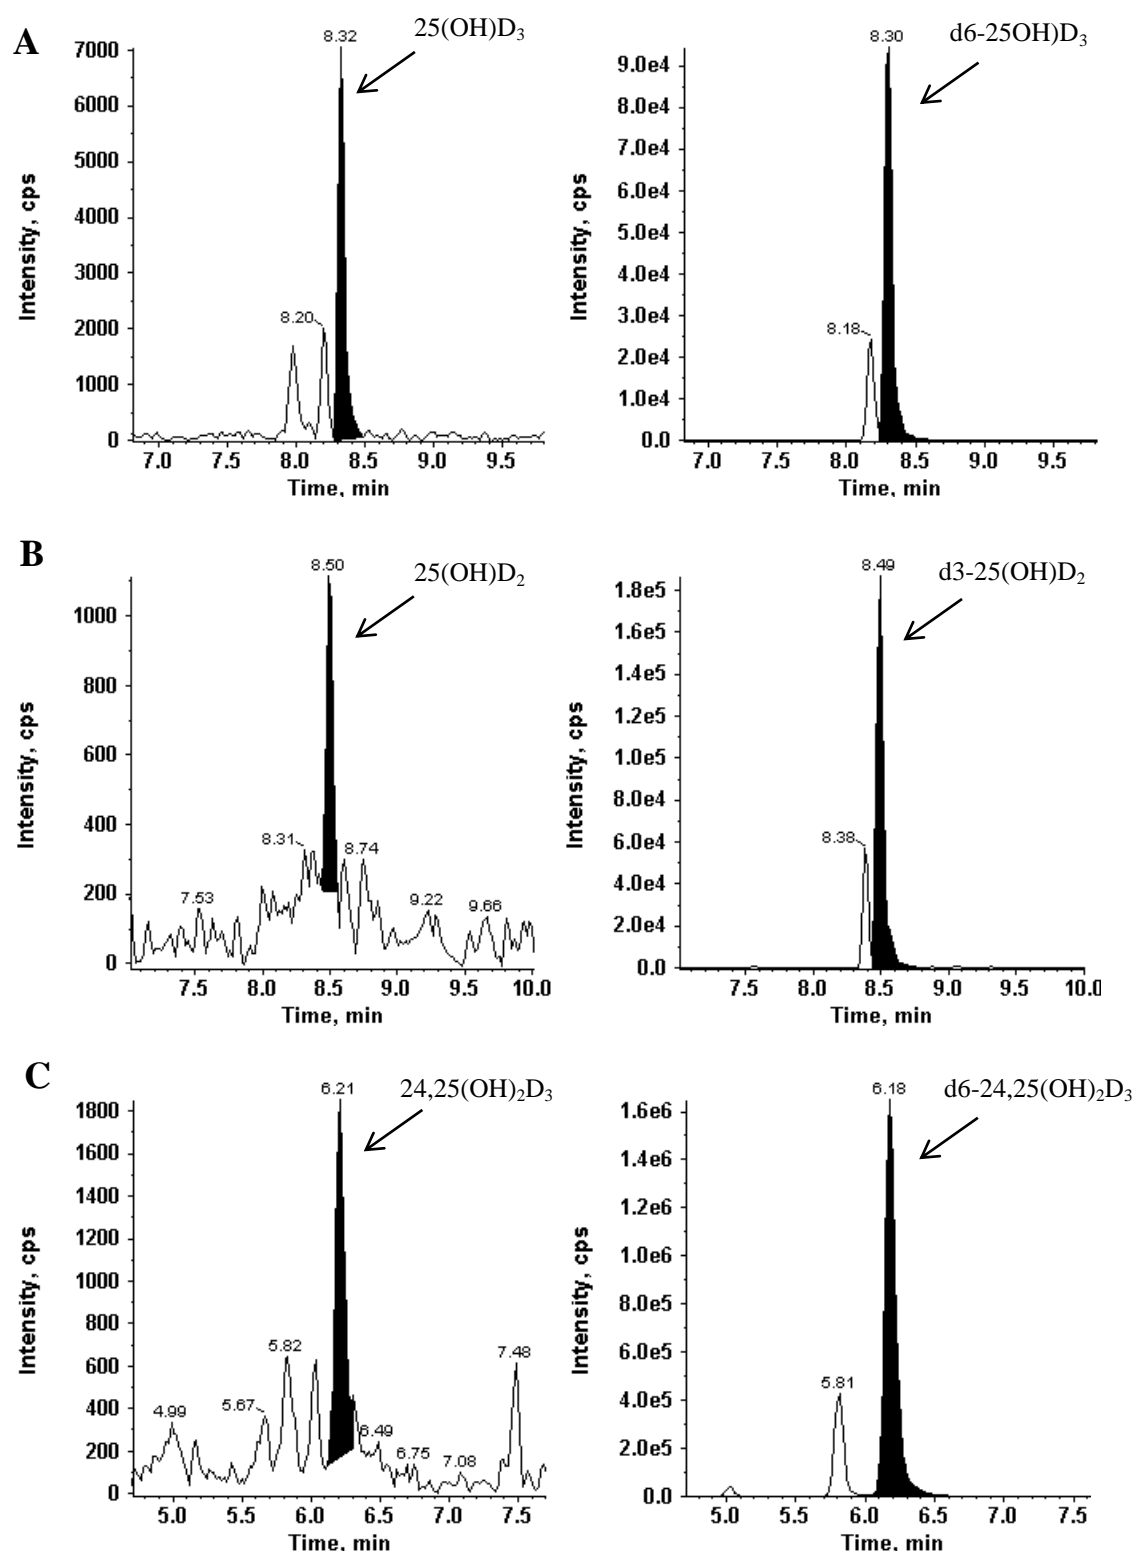 A
8.32
25(OH)D₃
7000
6000
5000
4000
3000
2000
1000
0
8.20
Intensity, cps
7.0 7.5 8.0 8.5 9.0 9.5
Time, min
8.30
d6-25OH)D₃
9.0e4
8.0e4
7.0e4
6.0e4
5.0e4
4.0e4
3.0e4
2.0e4
1.0e4
0.0
8.18
Intensity, cps
7.0 7.5 8.0 8.5 9.0 9.5
Time, min
B
8.50
25(OH)D₂
1000
800
600
400
200
0
7.53
8.31
8.74
9.22
9.66
Intensity, cps
7.5 8.0 8.5 9.0 9.5 10.0
Time, min
8.49
d3-25(OH)D₂
1.8e5
1.6e5
1.4e5
1.2e5
1.0e5
8.0e4
6.0e4
4.0e4
2.0e4
0.0
8.38
Intensity, cps
7.5 8.0 8.5 9.0 9.5 10.0
Time, min
C
6.21
24,25(OH)₂D₃
1800
1600
1400
1200
1000
800
600
400
200
0
4.99
5.67
5.82
6.49
6.75
7.08
7.48
Intensity, cps
5.0 5.5 6.0 6.5 7.0 7.5
Time, min
6.18
d6-24,25(OH)₂D₃
1.6e6
1.4e6
1.2e6
1.0e6
8.0e5
6.0e5
4.0e5
2.0e5
0.0
5.81
Intensity, cps
5.0 5.5 6.0 6.5 7.0 7.5
Time, min